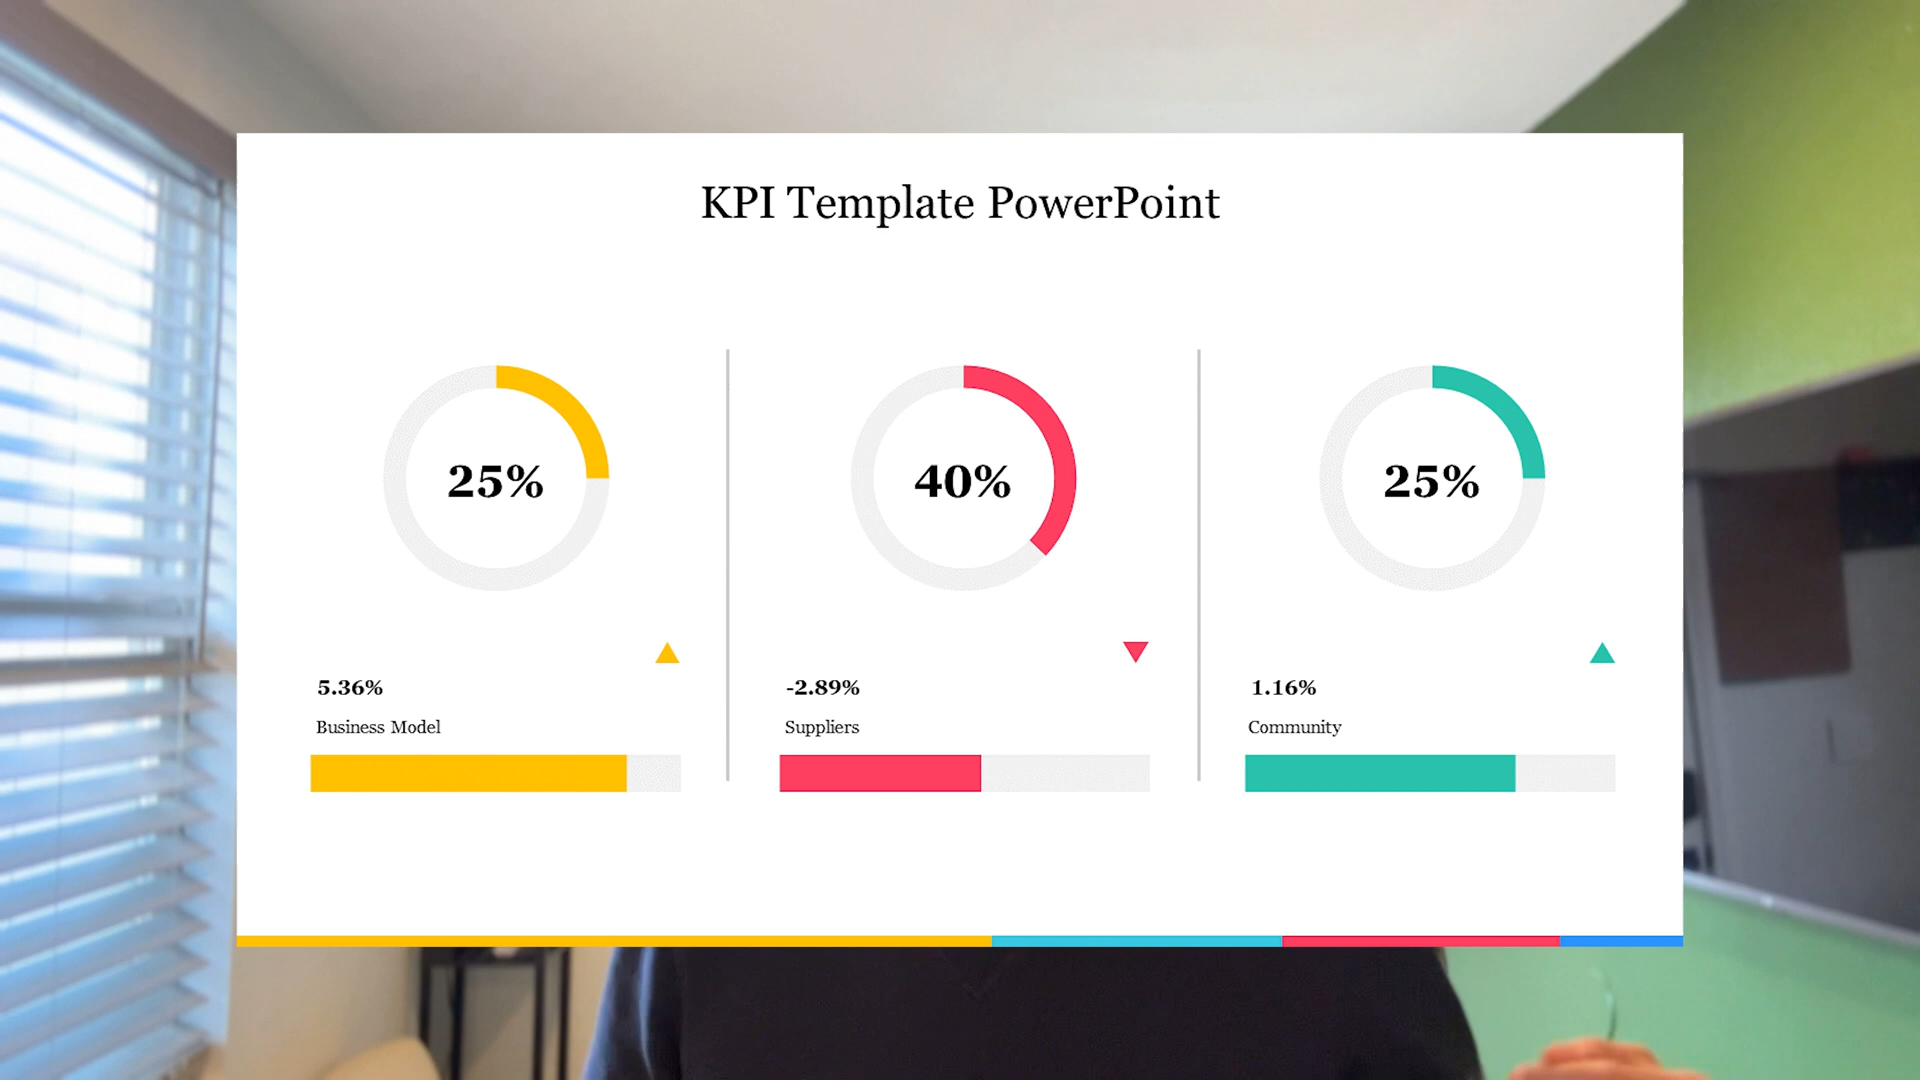 KPI Template PowerPoint
25%
40%
25%
5.36%
-2.89%
1.16%
Business Model
Suppliers
Community